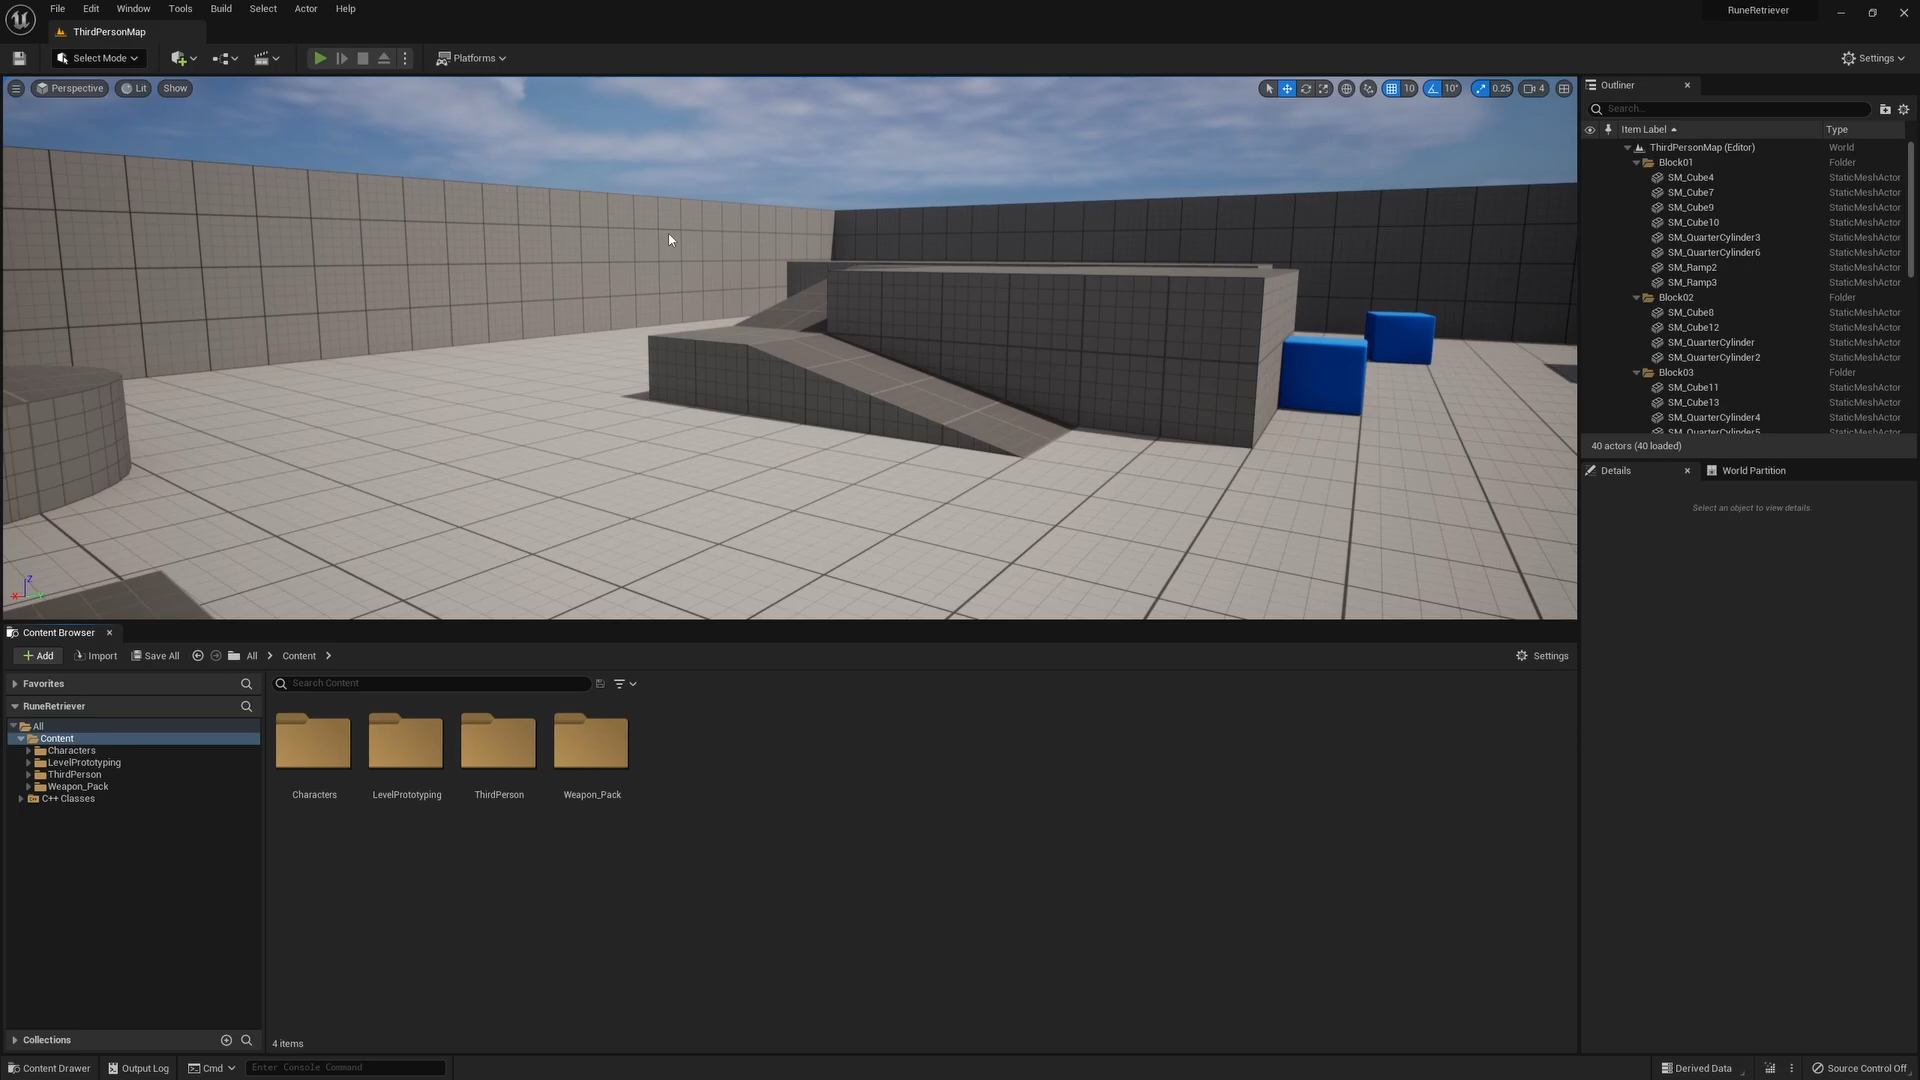 File Edit Window Tools Build Select Actor Help
RuneRetriever
ThirdPersonMap
Select Mode
Platforms
Settings
Perspective
Lit
Show
10
10°
0.25
4
Outliner
Search...
Item Label
Type
ThirdPersonMap (Editor) World
Block01 Folder
SM_Cube4 StaticMeshActor
SM_Cube7 StaticMeshActor
SM_Cube9 StaticMeshActor
SM_Cube10 StaticMeshActor
SM_QuarterCylinder3 StaticMeshActor
SM_QuarterCylinder6 StaticMeshActor
SM_Ramp2 StaticMeshActor
SM_Ramp3 StaticMeshActor
Block02 Folder
SM_Cube8 StaticMeshActor
SM_Cube12 StaticMeshActor
SM_QuarterCylinder StaticMeshActor
SM_QuarterCylinder2 StaticMeshActor
Block03 Folder
SM_Cube11 StaticMeshActor
SM_Cube13 StaticMeshActor
SM_QuarterCylinder4 StaticMeshActor
SM_QuarterCylinder5 StaticMeshActor
40 actors (40 loaded)
Details
World Partition
Select an object to view details.
Z
X
Y
Content Browser
Add
Import
Save All
All
Content
Settings
Favorites
Search Content
RuneRetriever
All
Content
Characters
LevelPrototyping
ThirdPerson
Weapon_Pack
C++ Classes
Characters
LevelPrototyping
ThirdPerson
Weapon_Pack
Collections
4 items
Content Drawer
Output Log
Cmd
Enter Console Command
Derived Data
Source Control Off